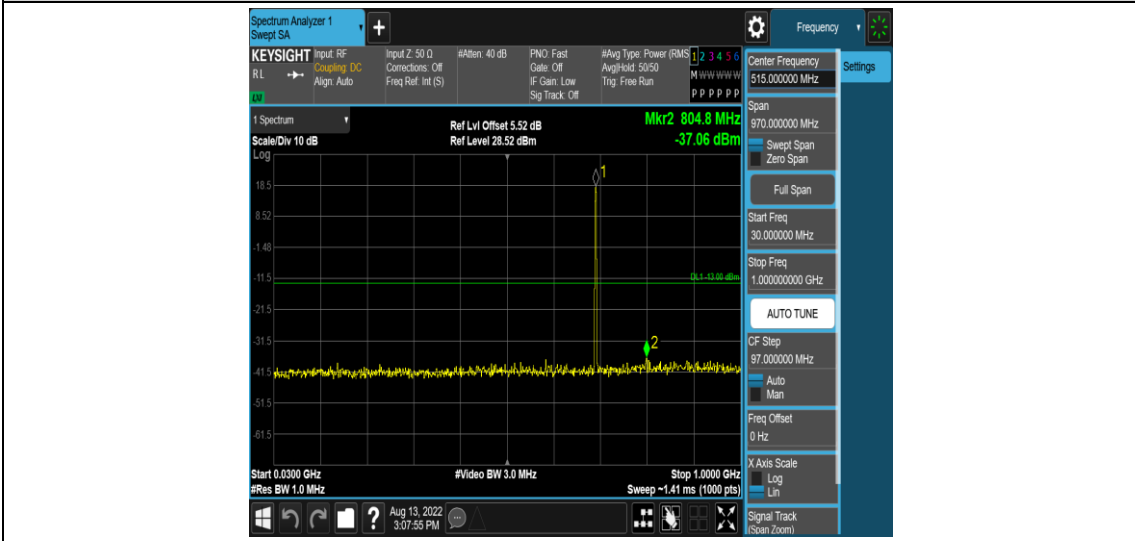 Spectrum Analyzer 1
Swept SA
+
Frequency
KEYSIGHT
RL
LXI
Input: RF
Coupling: DC
Align: Auto
Input Z: 50 Ω
Corrections: Off
Freq Ref: Int (S)
#Atten: 40 dB
PNO: Fast
Gate: Off
IF Gain: Low
Sig Track: Off
#Avg Type: Power (RMS
Avg|Hold: 50/50
Trig: Free Run
1 2 3 4 5 6
M W W W W W
P P P P P P
1 Spectrum
Scale/Div 10 dB
Log
Ref Lvl Offset 5.52 dB
Ref Level 28.52 dBm
Mkr2 804.8 MHz
-37.06 dBm
1
18.5
8.52
-1.48
-11.5
DL1 -13.00 dBm
-21.5
-31.5
2
-41.5
-51.5
-61.5
Start 0.0300 GHz
#Res BW 1.0 MHz
#Video BW 3.0 MHz
Stop 1.0000 GHz
Sweep ~1.41 ms (1000 pts)
?
Aug 13, 2022
3:07:55 PM
Center Frequency
515.000000 MHz
Settings
Span
970.000000 MHz
Swept Span
Zero Span
Full Span
Start Freq
30.000000 MHz
Stop Freq
1.000000000 GHz
AUTO TUNE
CF Step
97.000000 MHz
Auto
Man
Freq Offset
0 Hz
X Axis Scale
Log
Lin
Signal Track
(Span Zoom)